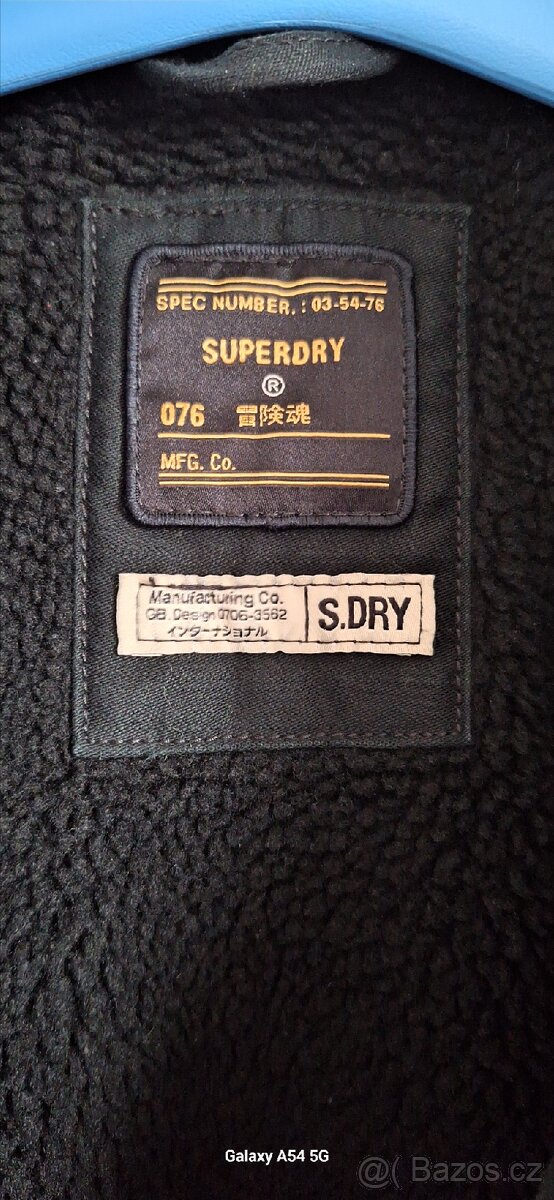 SPEC NUMBER. : 03-54-76
SUPERDRY
®
076 冒険魂
MFG. Co.
Manufacturing Co.
GB. Design 0706-3562
インターナショナル
S.DRY
Galaxy A54 5G
@( Bazoš.cz